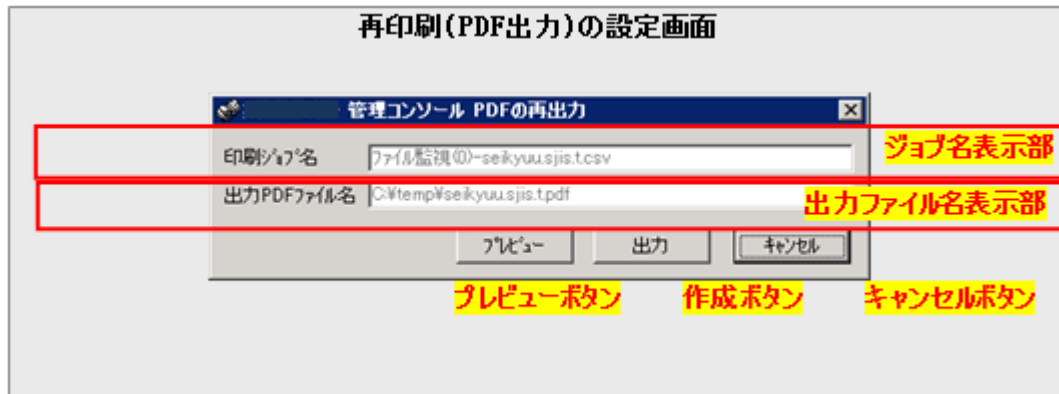 再印刷(PDF出力)の設定画面
管理コンソール PDFの再出力
印刷ｼﾞｮﾌﾞ名 ファイル監視(0)-seikyuu.sjis.t.csv ジョブ名表示部
出力PDFﾌｧｲﾙ名 C:¥temp¥seikyuu.sjis.t.pdf 出力ファイル名表示部
ﾌﾟﾚﾋﾞｭｰ 出力 ｷｬﾝｾﾙ
プレビューボタン 作成ボタン キャンセルボタン